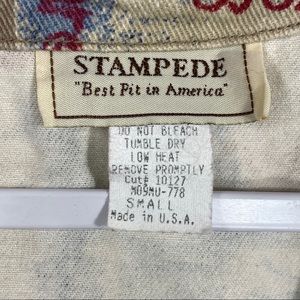 STAMPEDE
"Best Fit in America"
DO NOT BLEACH
TUMBLE DRY
LOW HEAT
REMOVE PROMPTLY
Cut# 10127
M09MU-778
SMALL
Made in U.S.A.